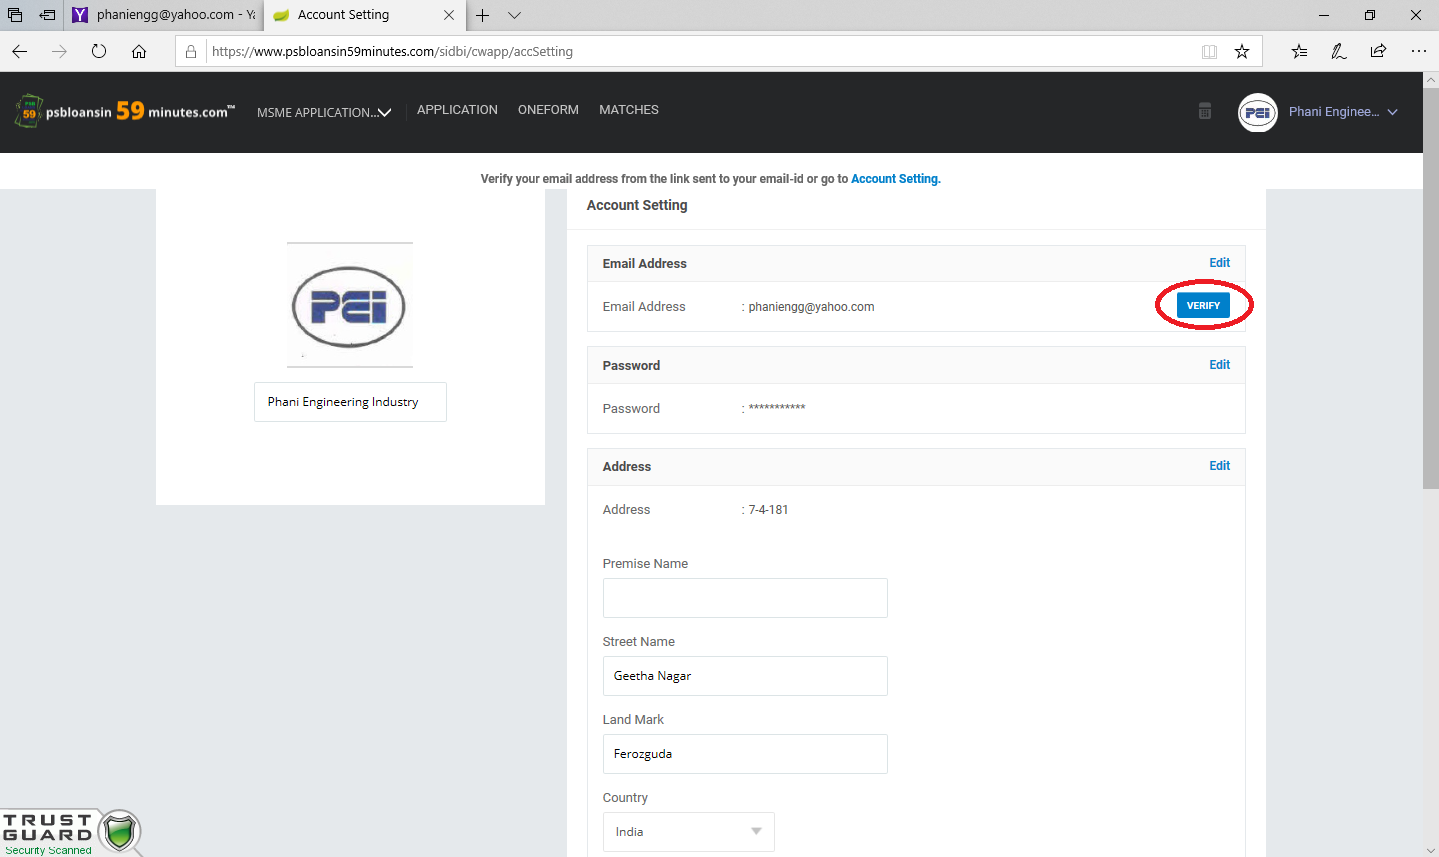 phaniengg@yahoo.com - Ya
Account Setting
https://www.psbloansin59minutes.com/sidbi/cwapp/accSetting
PSB
59
psbloansin 59 minutes.com™
MSME APPLICATION...
APPLICATION
ONEFORM
MATCHES
PEI
Phani Enginee...
Verify your email address from the link sent to your email-id or go to Account Setting.
PEI
Phani Engineering Industry
Account Setting
Email Address Edit
Email Address : phaniengg@yahoo.com VERIFY
Password Edit
Password : ***********
Address Edit
Address : 7-4-181
Premise Name
Street Name
Geetha Nagar
Land Mark
Ferozguda
Country
India
TRUST
GUARD
Security Scanned